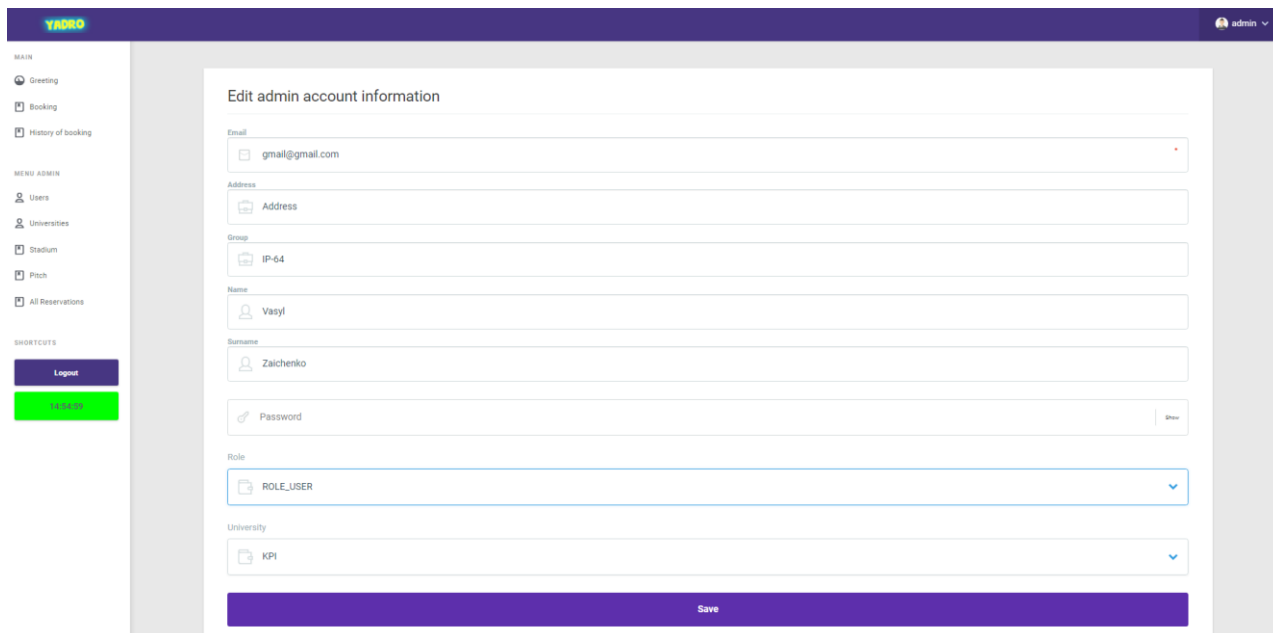 YADRO
admin
MAIN
Greeting
Booking
History of booking
MENU ADMIN
Users
Universities
Stadium
Pitch
All Reservations
SHORTCUTS
Logout
14:54:59
Edit admin account information
Email
gmail@gmail.com *
Address
Address
Group
IP-64
Name
Vasyl
Surname
Zaichenko
Password Show
Role
ROLE_USER
University
KPI
Save